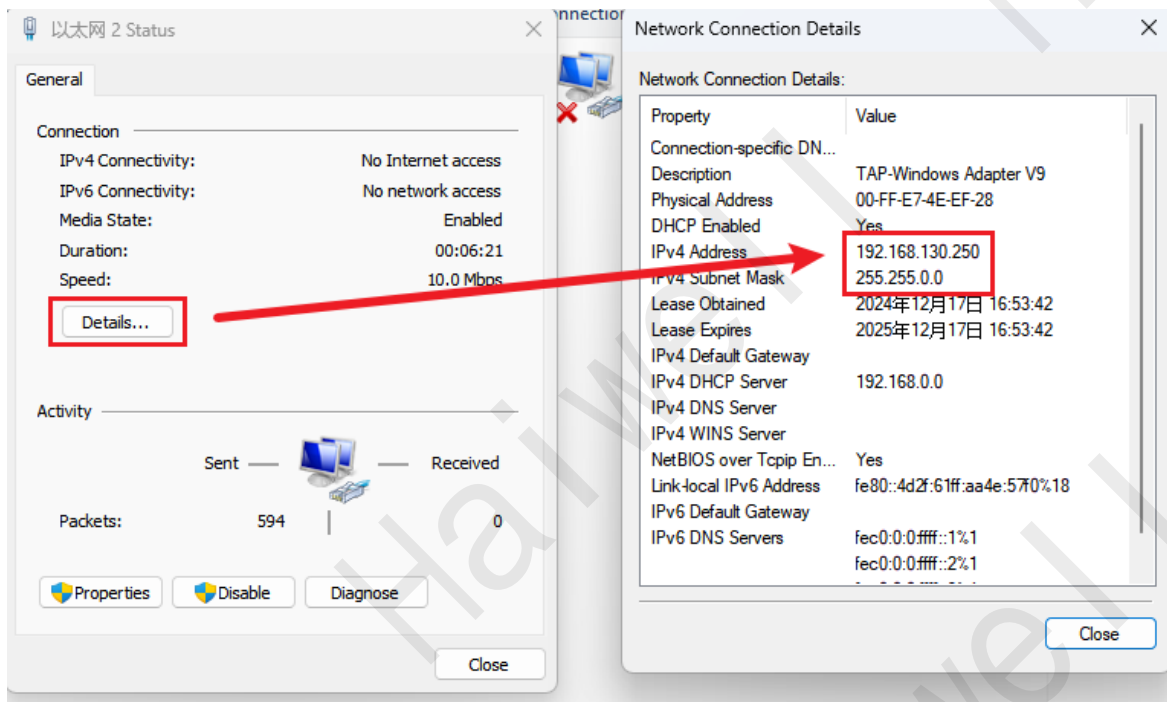 以太网 2 Status
General
Connection
IPv4 Connectivity: No Internet access
IPv6 Connectivity: No network access
Media State: Enabled
Duration: 00:06:21
Speed: 10.0 Mbps
Details...
Activity
Sent
Received
Packets: 594 0
Properties
Disable
Diagnose
Close
Network Connection Details
Network Connection Details:
Property Value
Connection-specific DN...
Description TAP-Windows Adapter V9
Physical Address 00-FF-E7-4E-EF-28
DHCP Enabled Yes
IPv4 Address 192.168.130.250
IPv4 Subnet Mask 255.255.0.0
Lease Obtained 2024年12月17日 16:53:42
Lease Expires 2025年12月17日 16:53:42
IPv4 Default Gateway
IPv4 DHCP Server 192.168.0.0
IPv4 DNS Server
IPv4 WINS Server
NetBIOS over Tcpip En... Yes
Link-local IPv6 Address fe80::4d2f:61ff:aa4e:57f0%18
IPv6 Default Gateway
IPv6 DNS Servers fec0:0:0:ffff::1%1
fec0:0:0:ffff::2%1
Close
Haiwell